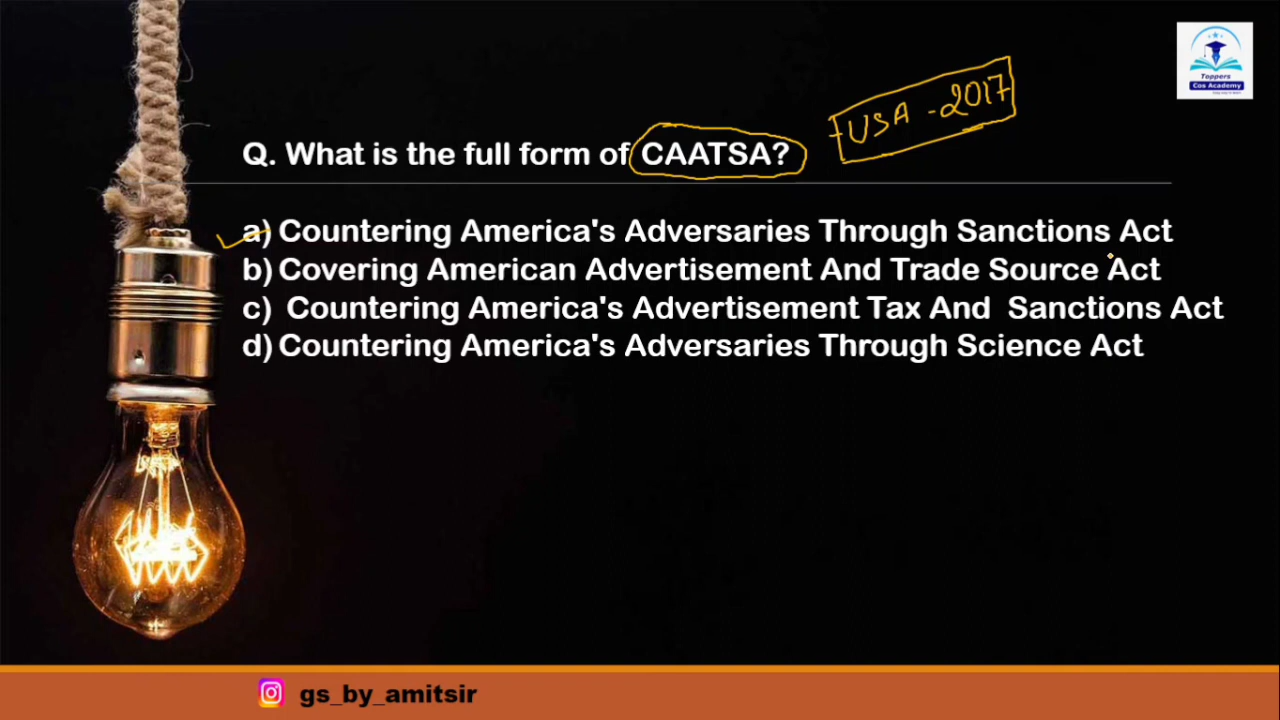 Toppers
Cos Academy
USA - 2017
Q. What is the full form of CAATSA?
a) Countering America's Adversaries Through Sanctions Act
b) Covering American Advertisement And Trade Source Act
c) Countering America's Advertisement Tax And Sanctions Act
d) Countering America's Adversaries Through Science Act
gs_by_amitsir